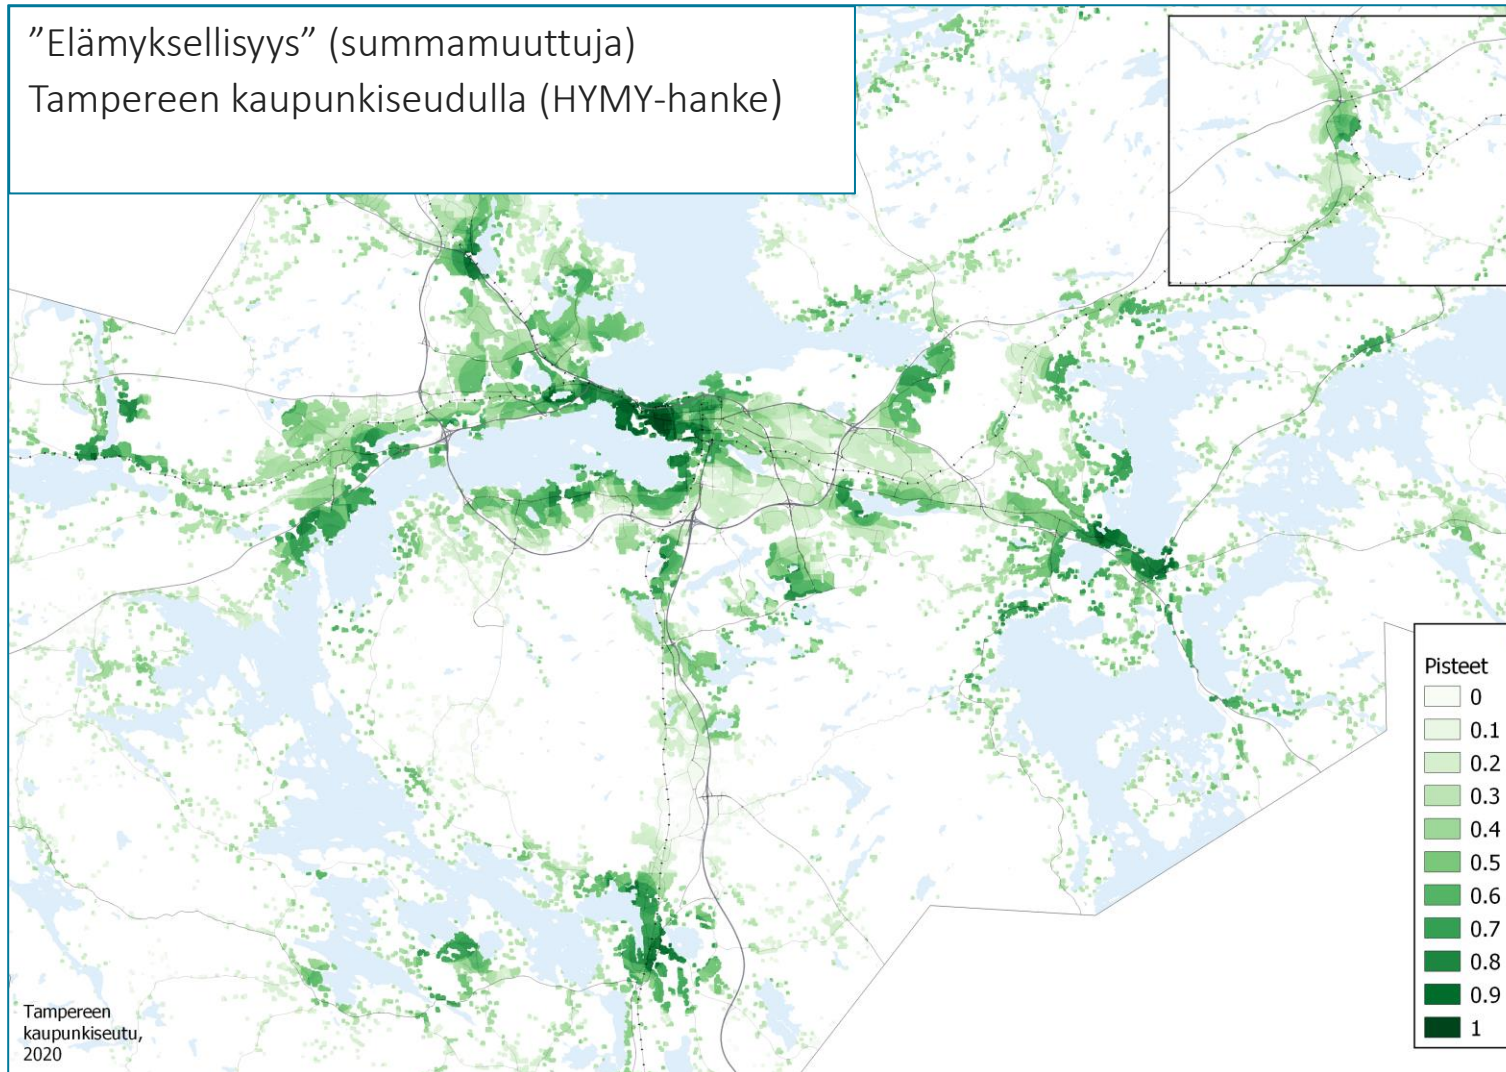 ”Elämyksellisyys” (summamuuttuja)
Tampereen kaupunkiseudulla (HYMY-hanke)
Pisteet
0
0.1
0.2
0.3
0.4
0.5
0.6
0.7
0.8
0.9
1
Tampereen
kaupunkiseutu,
2020